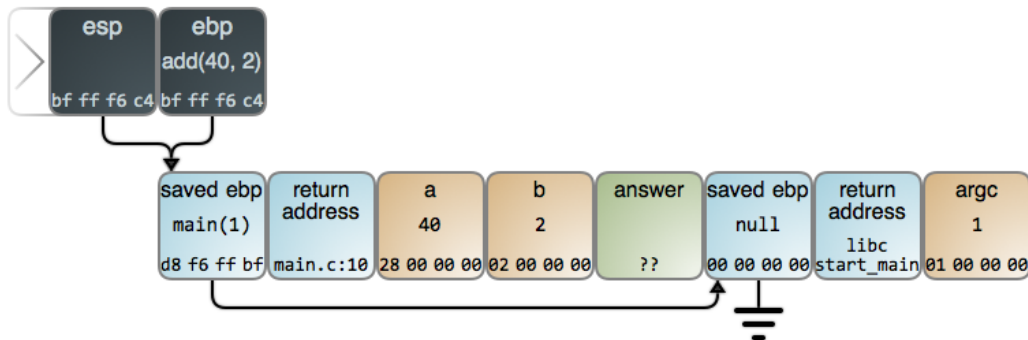 esp
bf ff f6 c4
ebp
add(40, 2)
bf ff f6 c4
saved ebp
main(1)
d8 f6 ff bf
return
address
main.c:10
a
40
28 00 00 00
b
2
02 00 00 00
answer
??
saved ebp
null
00 00 00 00
return
address
libc
start_main
argc
1
01 00 00 00